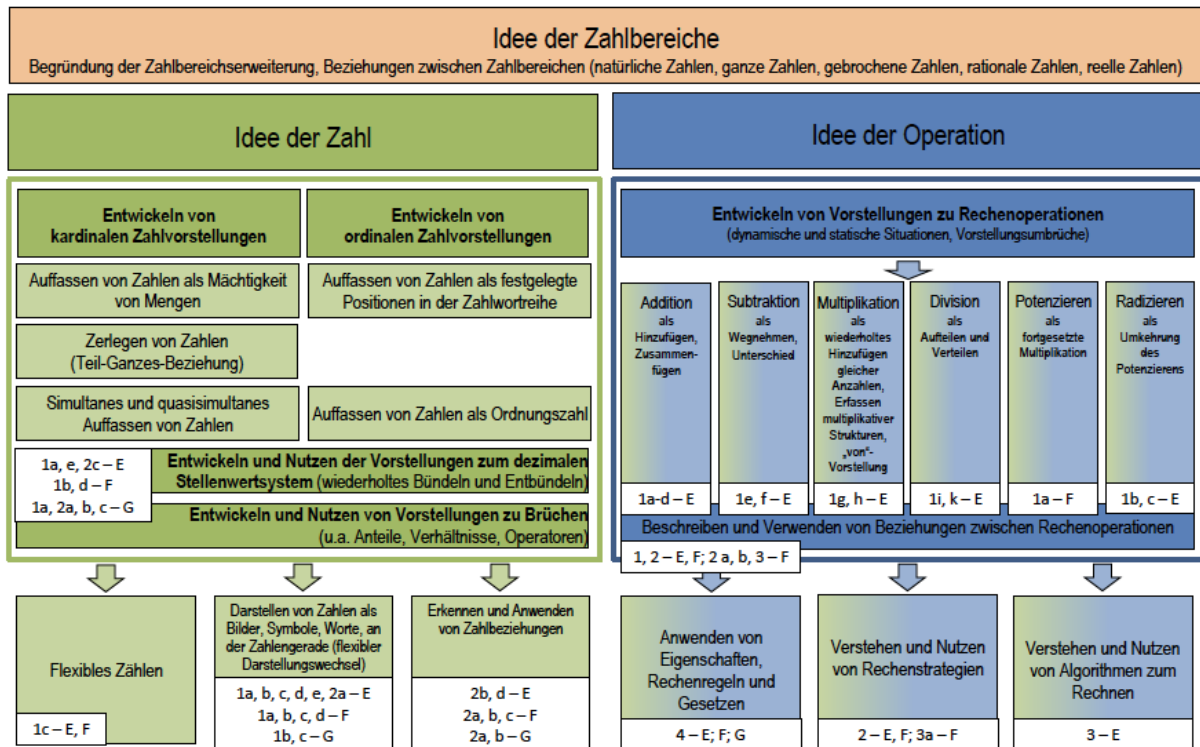 Idee der Zahlbereiche
Begründung der Zahlbereichserweiterung, Beziehungen zwischen Zahlbereichen (natürliche Zahlen, ganze Zahlen, gebrochene Zahlen, rationale Zahlen, reelle Zahlen)
Idee der Zahl
Entwickeln von
kardinalen Zahlvorstellungen
Entwickeln von
ordinalen Zahlvorstellungen
Auffassen von Zahlen als Mächtigkeit
von Mengen
Auffassen von Zahlen als festgelegte
Positionen in der Zahlwortreihe
Zerlegen von Zahlen
(Teil-Ganzes-Beziehung)
Simultanes und quasisimultanes
Auffassen von Zahlen
Auffassen von Zahlen als Ordnungszahl
1a, e, 2c – E
1b, d – F
1a, 2a, b, c – G
Entwickeln und Nutzen der Vorstellungen zum dezimalen
Stellenwertsystem (wiederholtes Bündeln und Entbündeln)
Entwickeln und Nutzen von Vorstellungen zu Brüchen
(u.a. Anteile, Verhältnisse, Operatoren)
Flexibles Zählen
1c – E, F
Darstellen von Zahlen als
Bilder, Symbole, Worte, an
der Zahlengerade (flexibler
Darstellungswechsel)
1a, b, c, d, e, 2a – E
1a, b, c, d – F
1b, c – G
Erkennen und Anwenden
von Zahlbeziehungen
2b, d – E
2a, b, c – F
2a, b – G
Idee der Operation
Entwickeln von Vorstellungen zu Rechenoperationen
(dynamische und statische Situationen, Vorstellungsumbrüche)
Addition
als
Hinzufügen,
Zusammen-
fügen
1a-d – E
Subtraktion
als
Wegnehmen,
Unterschied
1e, f – E
Multiplikation
als
wiederholtes
Hinzufügen
gleicher
Anzahlen,
Erfassen
multiplikativer
Strukturen,
„von“-
Vorstellung
1g, h – E
Division
als
Aufteilen und
Verteilen
1i, k – E
Potenzieren
als
fortgesetzte
Multiplikation
1a – F
Radizieren
als
Umkehrung
des
Potenzierens
1b, c – E
Beschreiben und Verwenden von Beziehungen zwischen Rechenoperationen
1, 2 – E, F; 2 a, b, 3 – F
Anwenden von
Eigenschaften,
Rechenregeln und
Gesetzen
4 – E; F; G
Verstehen und Nutzen
von Rechenstrategien
2 – E, F; 3a – F
Verstehen und Nutzen
von Algorithmen zum
Rechnen
3 – E